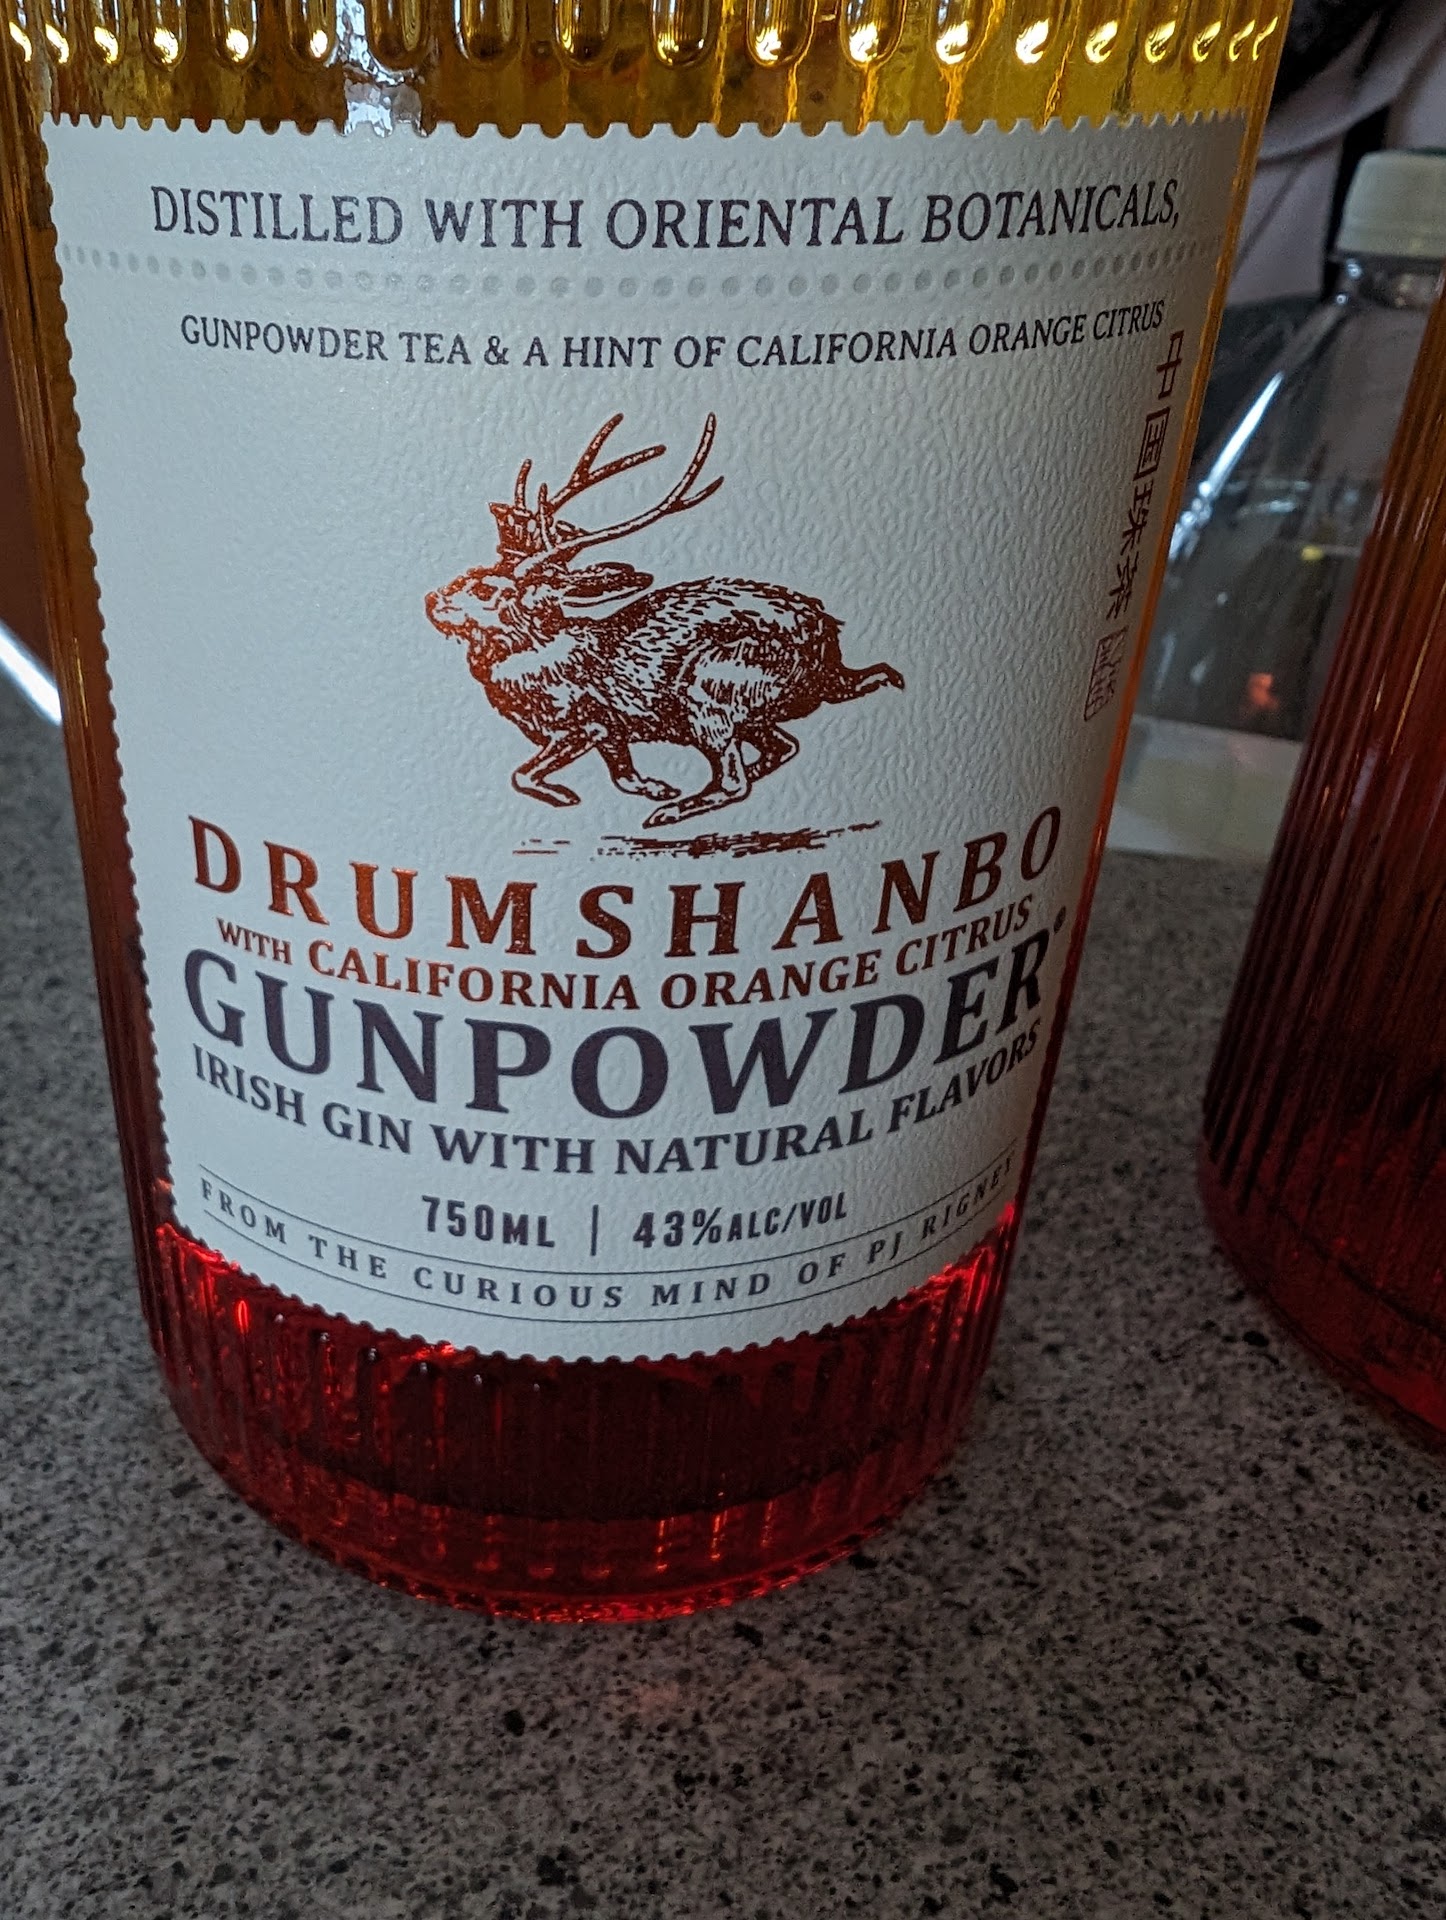 DISTILLED WITH ORIENTAL BOTANICALS,
GUNPOWDER TEA & A HINT OF CALIFORNIA ORANGE CITRUS
中国珠茶
DRUMSHANBO
WITH CALIFORNIA ORANGE CITRUS
GUNPOWDER®
IRISH GIN WITH NATURAL FLAVORS
750ML | 43%ALC/VOL
FROM THE CURIOUS MIND OF PJ RIGNEY